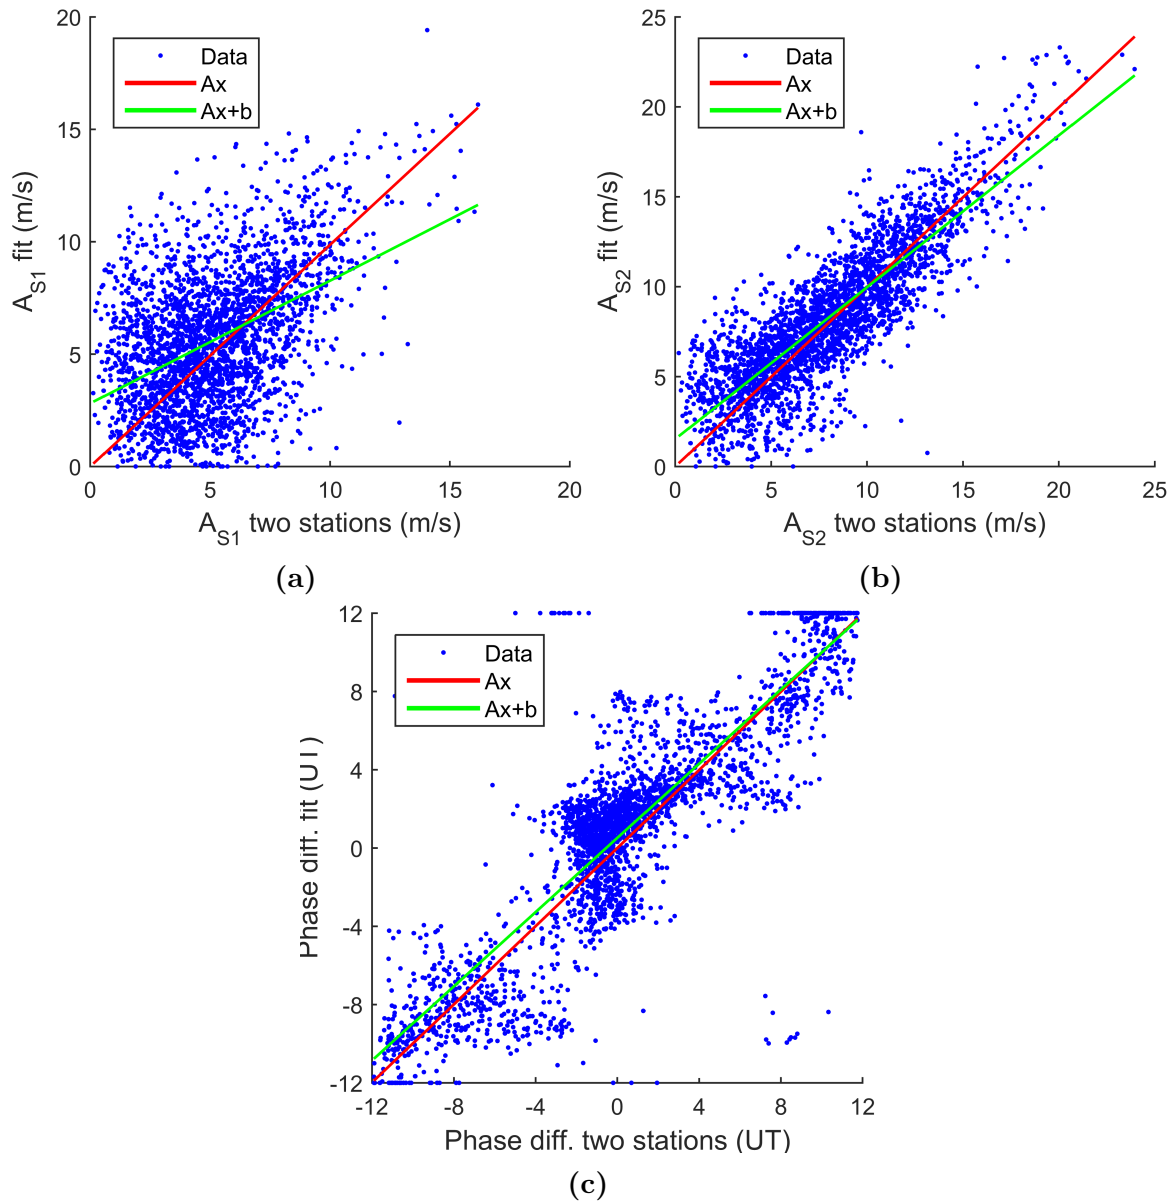 20
15
10
5
0
0
5
10
15
20
A_S1 fit (m/s)
A_S1 two stations (m/s)
Data
Ax
Ax+b
(a)
25
20
15
10
5
0
0
5
10
15
20
25
A_S2 fit (m/s)
A_S2 two stations (m/s)
Data
Ax
Ax+b
(b)
12
8
4
0
-4
-8
-12
-12
-8
-4
0
4
8
12
Phase diff. fit (UT)
Phase diff. two stations (UT)
Data
Ax
Ax+b
(c)